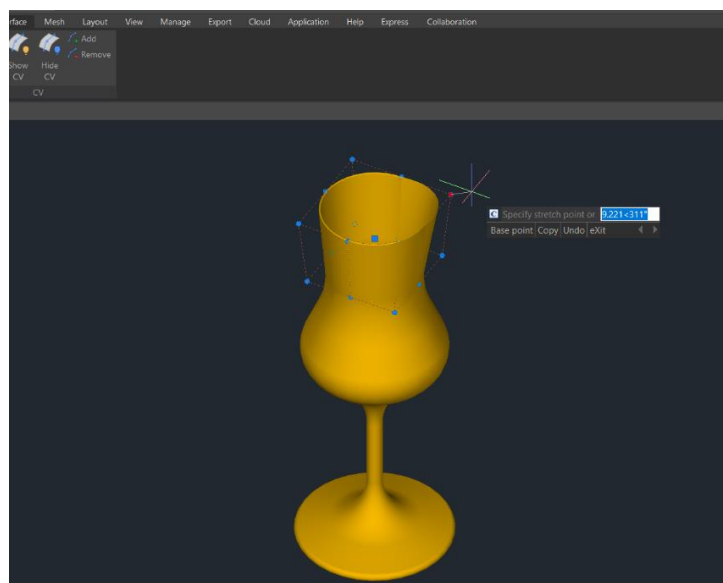 rface Mesh Layout View Manage Export Cloud Application Help Express Collaboration
Show CV
Hide CV
Add
Remove
CV
C Specify stretch point or 9.221<311°
Base point Copy Undo eXit